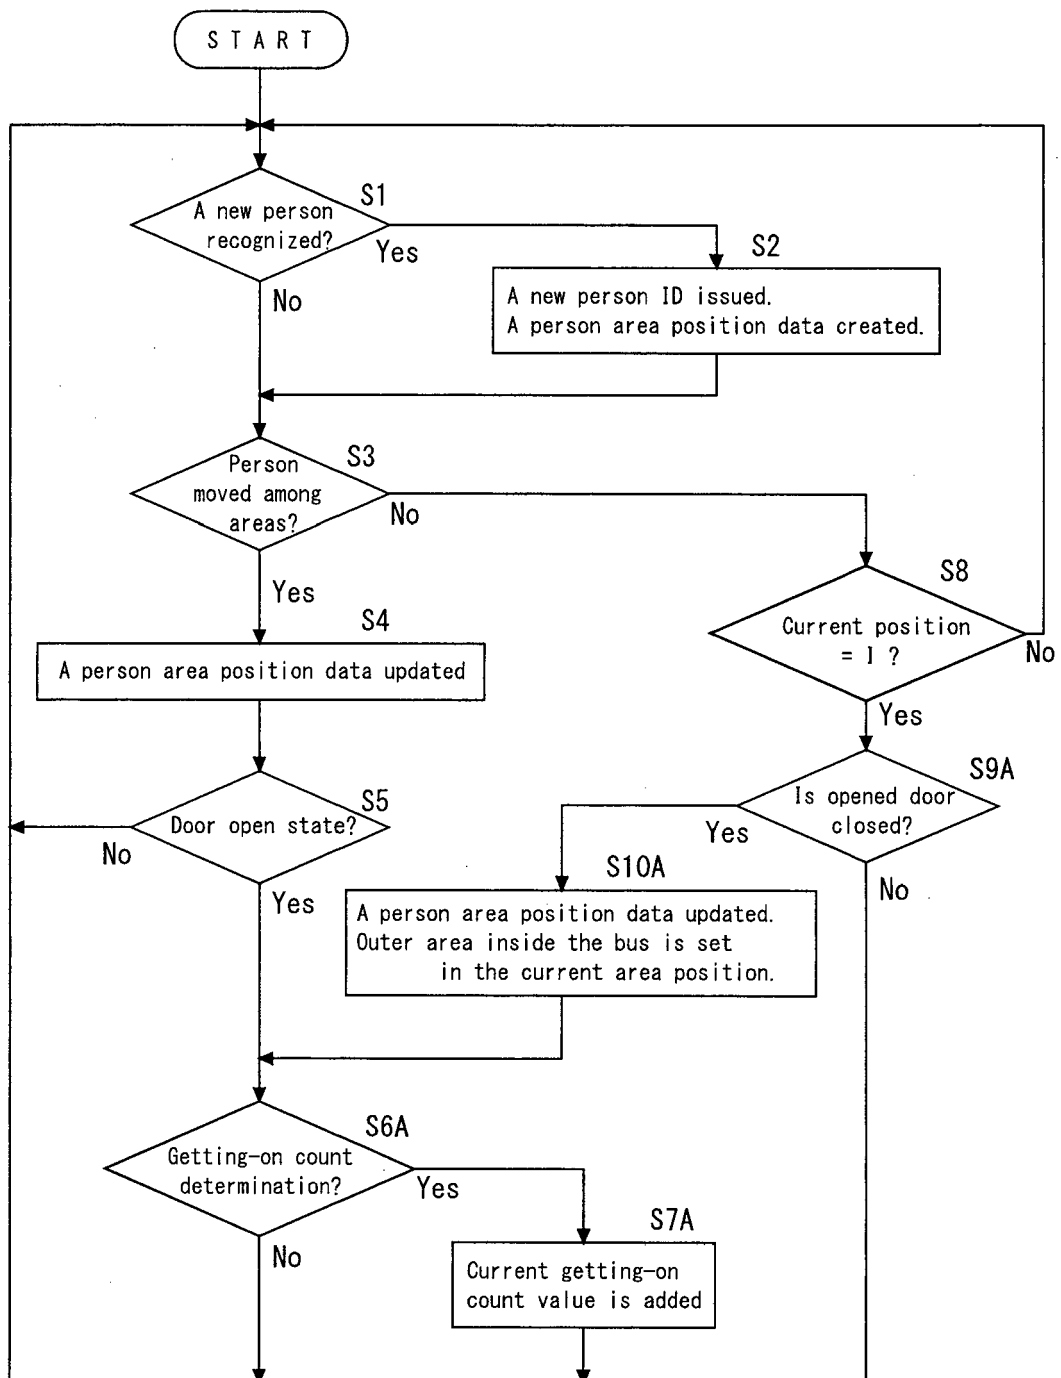 START
S1
A new person
recognized?
Yes
No
S2
A new person ID issued.
A person area position data created.
S3
Person
moved among
areas?
No
Yes
S4
A person area position data updated
S8
Current position
= I ?
No
Yes
S5
Door open state?
No
Yes
S9A
Is opened door
closed?
Yes
No
S10A
A person area position data updated.
Outer area inside the bus is set
in the current area position.
S6A
Getting-on count
determination?
Yes
No
S7A
Current getting-on
count value is added